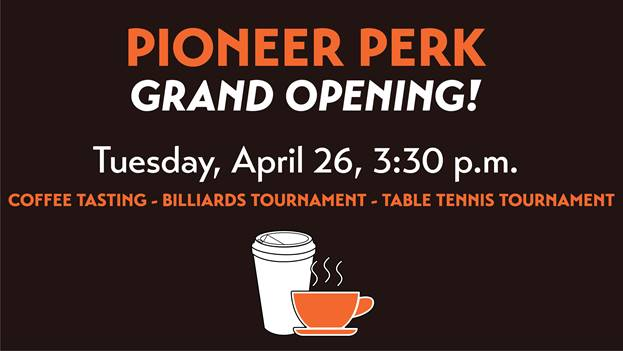 PIONEER PERK
GRAND OPENING!
Tuesday, April 26, 3:30 p.m.
COFFEE TASTING - BILLIARDS TOURNAMENT - TABLE TENNIS TOURNAMENT